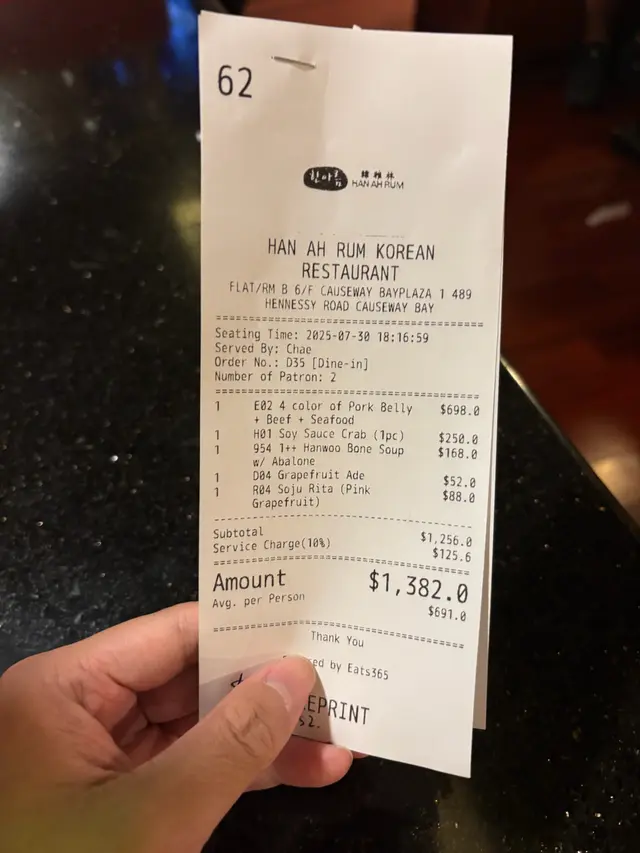 62
한아름 韓雅林
HAN AH RUM
HAN AH RUM KOREAN
RESTAURANT
FLAT/RM B 6/F CAUSEWAY BAYPLAZA 1 489
HENNESSY ROAD CAUSEWAY BAY
Seating Time: 2025-07-30 18:16:59
Served By: Chae
Order No.: D35 [Dine-in]
Number of Patron: 2
1 E02 4 color of Pork Belly $698.0
+ Beef + Seafood
1 H01 Soy Sauce Crab (1pc) $250.0
1 954 1++ Hanwoo Bone Soup $168.0
w/ Abalone
1 D04 Grapefruit Ade $52.0
1 R04 Soju Rita (Pink $88.0
Grapefruit)
Subtotal $1,256.0
Service Charge(10%) $125.6
Amount $1,382.0
Avg. per Person $691.0
Thank You
by Eats365